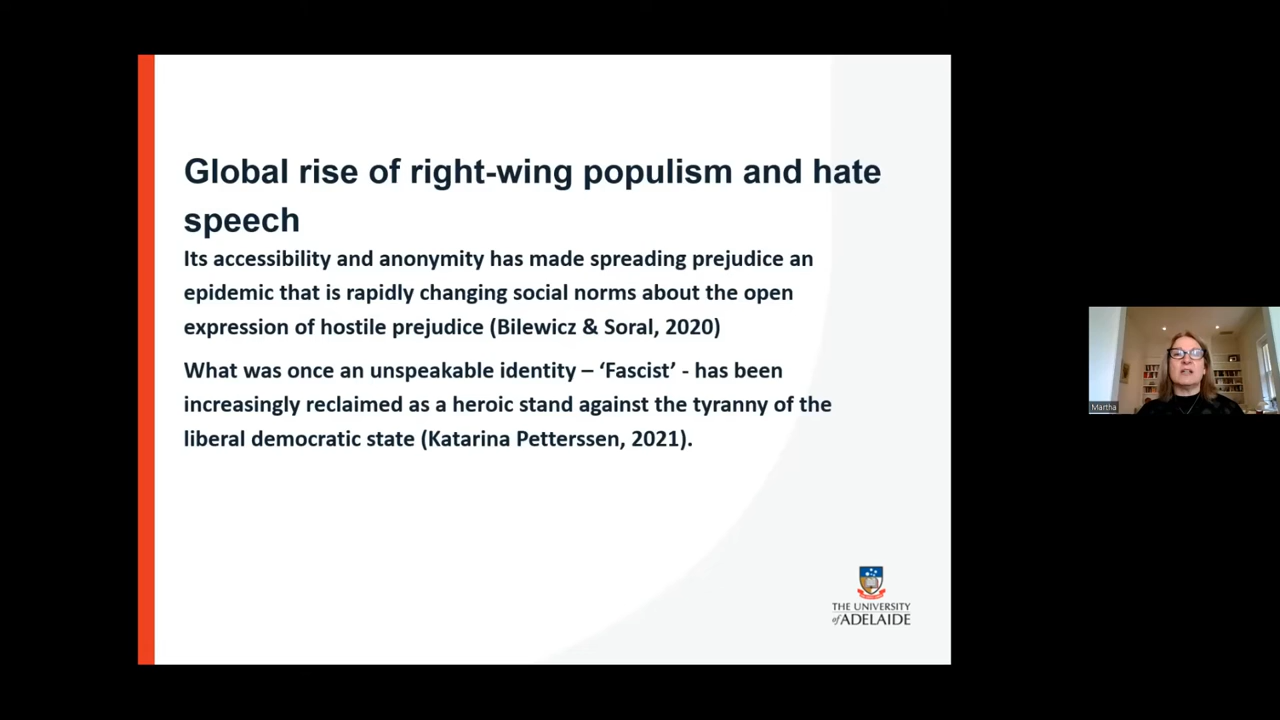 Global rise of right-wing populism and hate
speech
Its accessibility and anonymity has made spreading prejudice an
epidemic that is rapidly changing social norms about the open
expression of hostile prejudice (Bilewicz & Soral, 2020)
What was once an unspeakable identity – ‘Fascist’ - has been
increasingly reclaimed as a heroic stand against the tyranny of the
liberal democratic state (Katarina Petterssen, 2021).
Martha
THE UNIVERSITY
of ADELAIDE